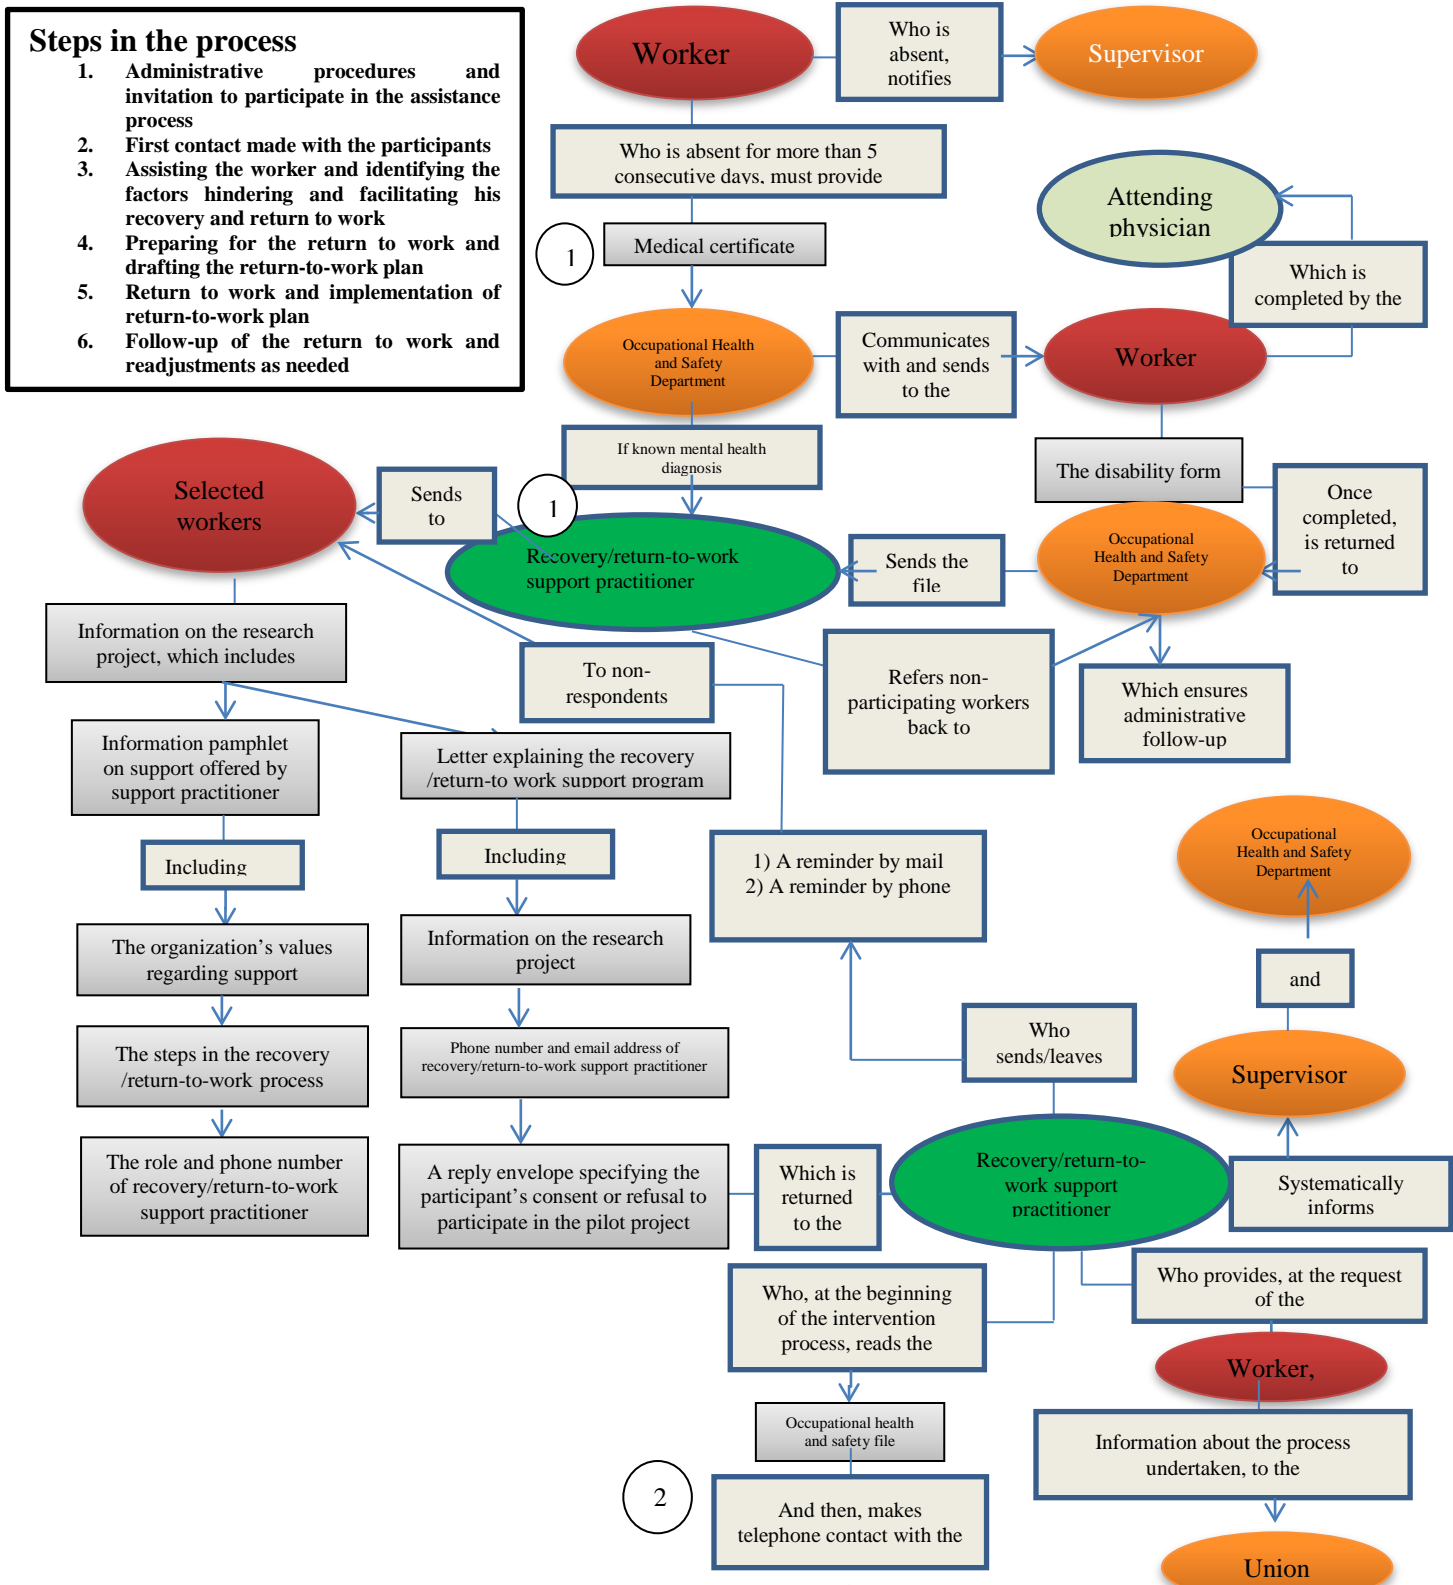 Steps in the process
1. Administrative procedures and
invitation to participate in the assistance
process
2. First contact made with the participants
3. Assisting the worker and identifying the
factors hindering and facilitating his
recovery and return to work
4. Preparing for the return to work and
drafting the return-to-work plan
5. Return to work and implementation of
return-to-work plan
6. Follow-up of the return to work and
readjustments as needed
Worker
Who is
absent,
notifies
Supervisor
Who is absent for more than 5
consecutive days, must provide
Attending
physician
1
Medical certificate
Which is
completed by the
Occupational Health
and Safety
Department
Communicates
with and sends
to the
Worker
If known mental health
diagnosis
The disability form
Once
completed,
is returned
to
Selected
workers
Sends
to
1
Recovery/return-to-work
support practitioner
Sends the
file
Occupational
Health and Safety
Department
Information on the research
project, which includes
To non-
respondents
Refers non-
participating workers
back to
Which ensures
administrative
follow-up
Information pamphlet
on support offered by
support practitioner
Letter explaining the recovery
/return-to work support program
Including
Including
1) A reminder by mail
2) A reminder by phone
Occupational
Health and Safety
Department
The organization’s values
regarding support
Information on the research
project
and
The steps in the recovery
/return-to-work process
Phone number and email address of
recovery/return-to-work support practitioner
Who
sends/leaves
Supervisor
The role and phone number
of recovery/return-to-work
support practitioner
A reply envelope specifying the
participant’s consent or refusal to
participate in the pilot project
Which is
returned
to the
Recovery/return-to-
work support
practitioner
Systematically
informs
Who, at the beginning
of the intervention
process, reads the
Who provides, at the request
of the
Worker,
Occupational health
and safety file
Information about the process
undertaken, to the
2
And then, makes
telephone contact with the
Union